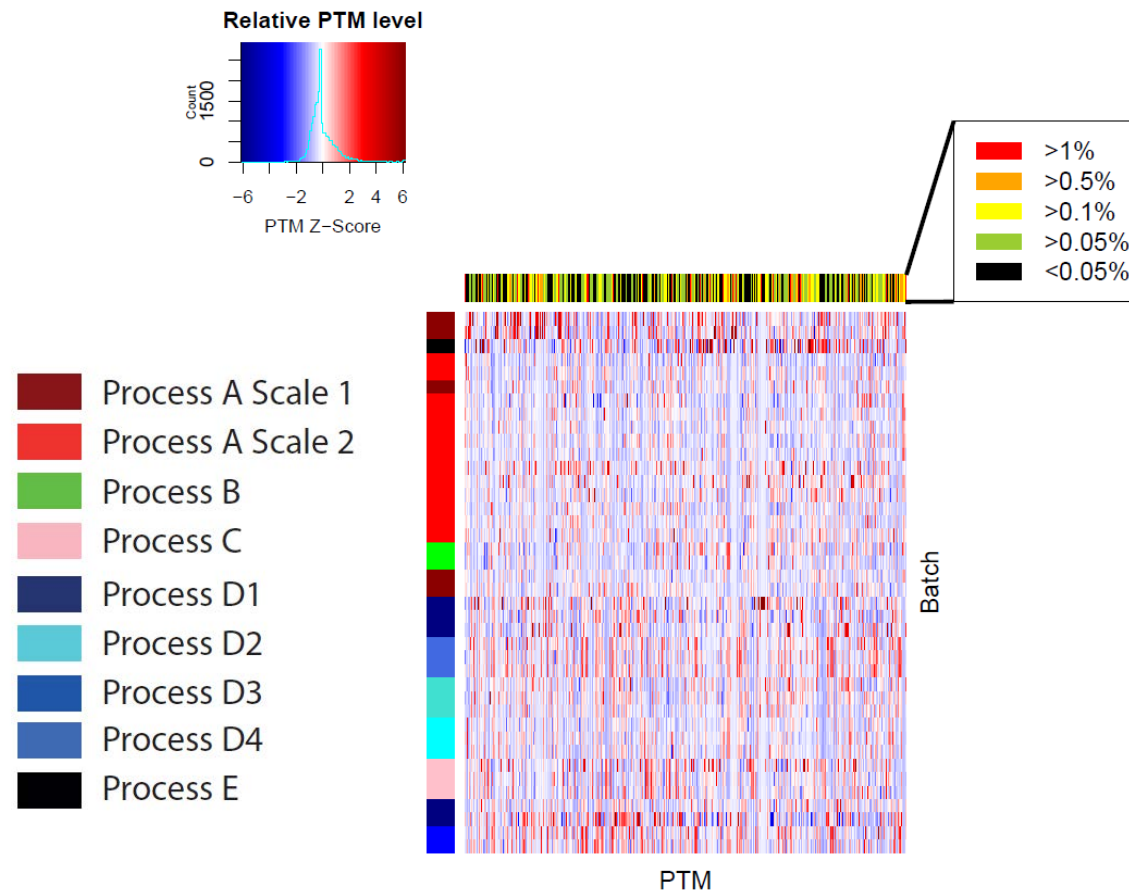 Relative PTM level
Count
0 1500
−6 −2 0 2 4 6
PTM Z−Score
>1%
>0.5%
>0.1%
>0.05%
<0.05%
Process A Scale 1
Process A Scale 2
Process B
Process C
Process D1
Process D2
Process D3
Process D4
Process E
Batch
PTM